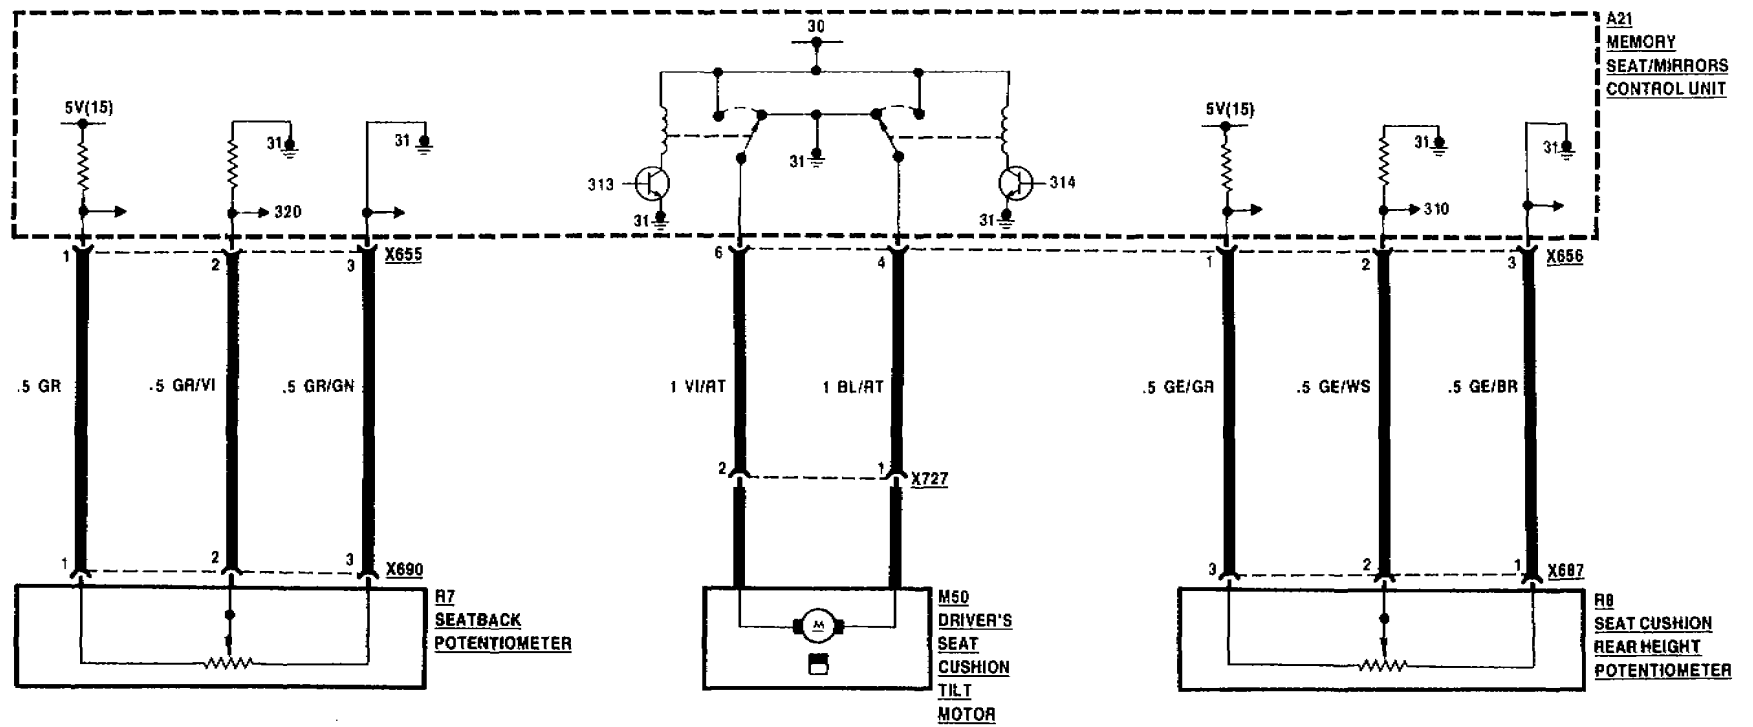 30
A21
MEMORY
SEAT/MIRRORS
CONTROL UNIT
5V(15)
31
31
31
5V(15)
31
31
313
314
320
31
31
310
1
2
3
X655
6
4
1
2
3
X656
.5 GR
.5 GR/VI
.5 GR/GN
1 VI/RT
1 BL/RT
.5 GE/GR
.5 GE/WS
.5 GE/BR
2
1
X727
1
2
3
X690
3
2
1
X687
R7
SEATBACK
POTENTIOMETER
M
M50
DRIVER'S
SEAT
CUSHION
TILT
MOTOR
R8
SEAT CUSHION
REAR HEIGHT
POTENTIOMETER